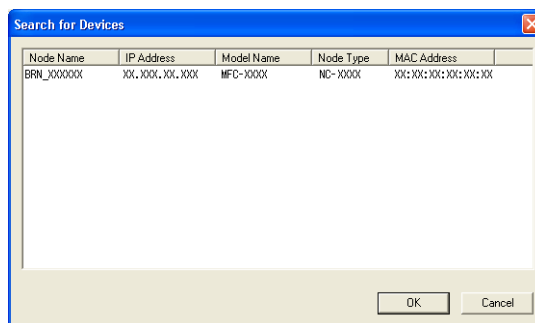 Search for Devices
Node Name IP Address Model Name Node Type MAC Address
BRN_XXXXXX XX.XXX.XX.XXX MFC-XXXX NC-XXXX XX:XX:XX:XX:XX:XX
OK Cancel